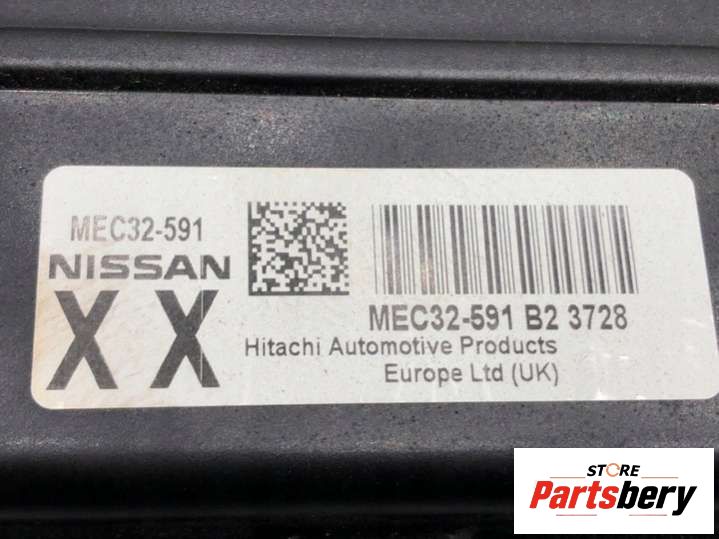 MEC32-591
NISSAN
XX
MEC32-591 B2 3728
Hitachi Automotive Products
Europe Ltd (UK)
STORE
Partsbery